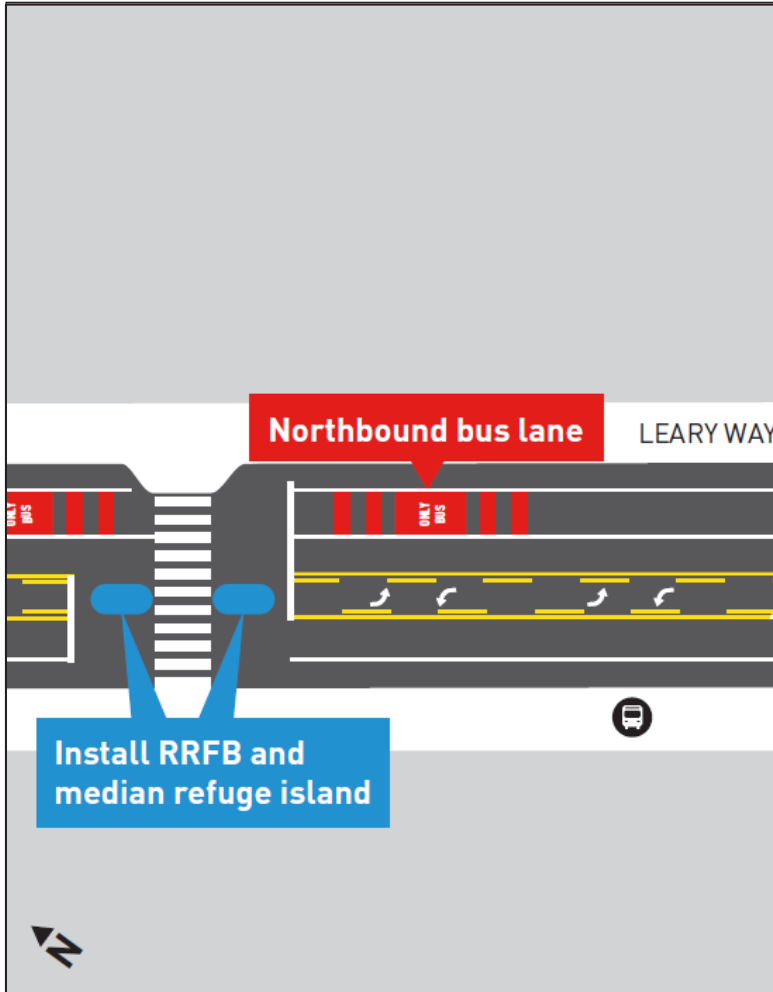 Northbound bus lane
LEARY WAY
ONLY
BUS
ONLY
BUS
Install RRFB and
median refuge island
N